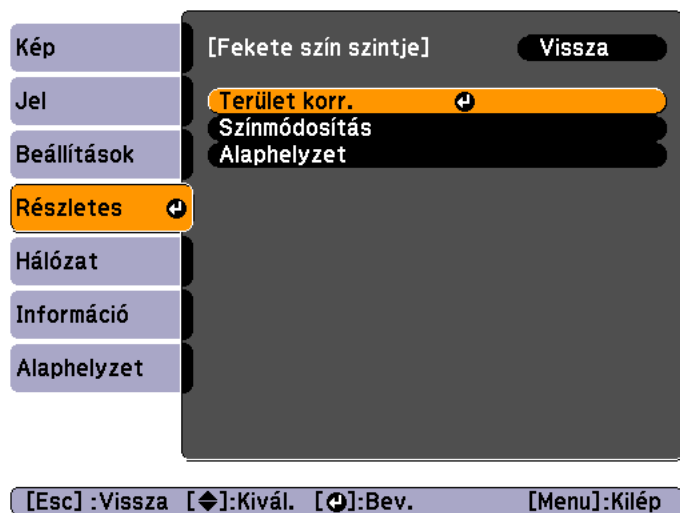 Kép
Jel
Beállítások
Részletes
Hálózat
Információ
Alaphelyzet
[Fekete szín szintje] Vissza
Terület korr.
Színmódosítás
Alaphelyzet
[Esc] :Vissza [◆]:Kivál. [↵]:Bev. [Menu]:Kilép